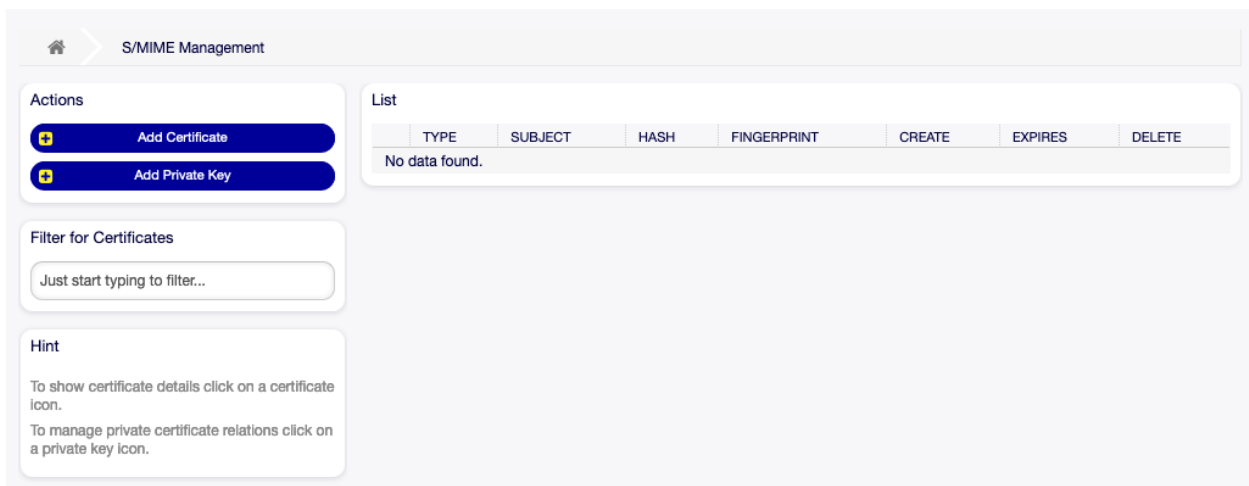 S/MIME Management
Actions
Add Certificate
Add Private Key
Filter for Certificates
Just start typing to filter...
Hint
To show certificate details click on a certificate
icon.
To manage private certificate relations click on
a private key icon.
List
TYPE SUBJECT HASH FINGERPRINT CREATE EXPIRES DELETE
No data found.